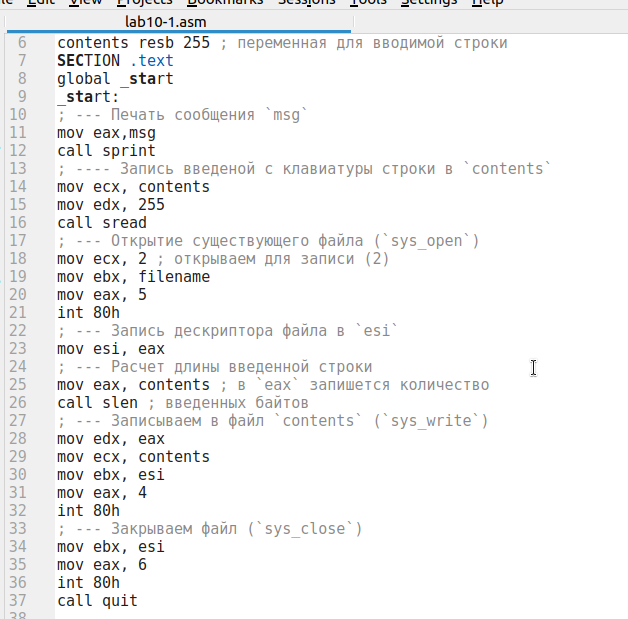 le Edit View Projects Bookmarks Sessions Tools Settings Help
lab10-1.asm
6 contents resb 255 ; переменная для вводимой строки
7 SECTION .text
8 global _start
9 _start:
10 ; --- Печать сообщения `msg`
11 mov eax,msg
12 call sprint
13 ; ---- Запись введеной с клавиатуры строки в `contents`
14 mov ecx, contents
15 mov edx, 255
16 call sread
17 ; --- Открытие существующего файла (`sys_open`)
18 mov ecx, 2 ; открываем для записи (2)
19 mov ebx, filename
20 mov eax, 5
21 int 80h
22 ; --- Запись дескриптора файла в `esi`
23 mov esi, eax
24 ; --- Расчет длины введенной строки
25 mov eax, contents ; в `eax` запишется количество
26 call slen ; введенных байтов
27 ; --- Записываем в файл `contents` (`sys_write`)
28 mov edx, eax
29 mov ecx, contents
30 mov ebx, esi
31 mov eax, 4
32 int 80h
33 ; --- Закрываем файл (`sys_close`)
34 mov ebx, esi
35 mov eax, 6
36 int 80h
37 call quit
38